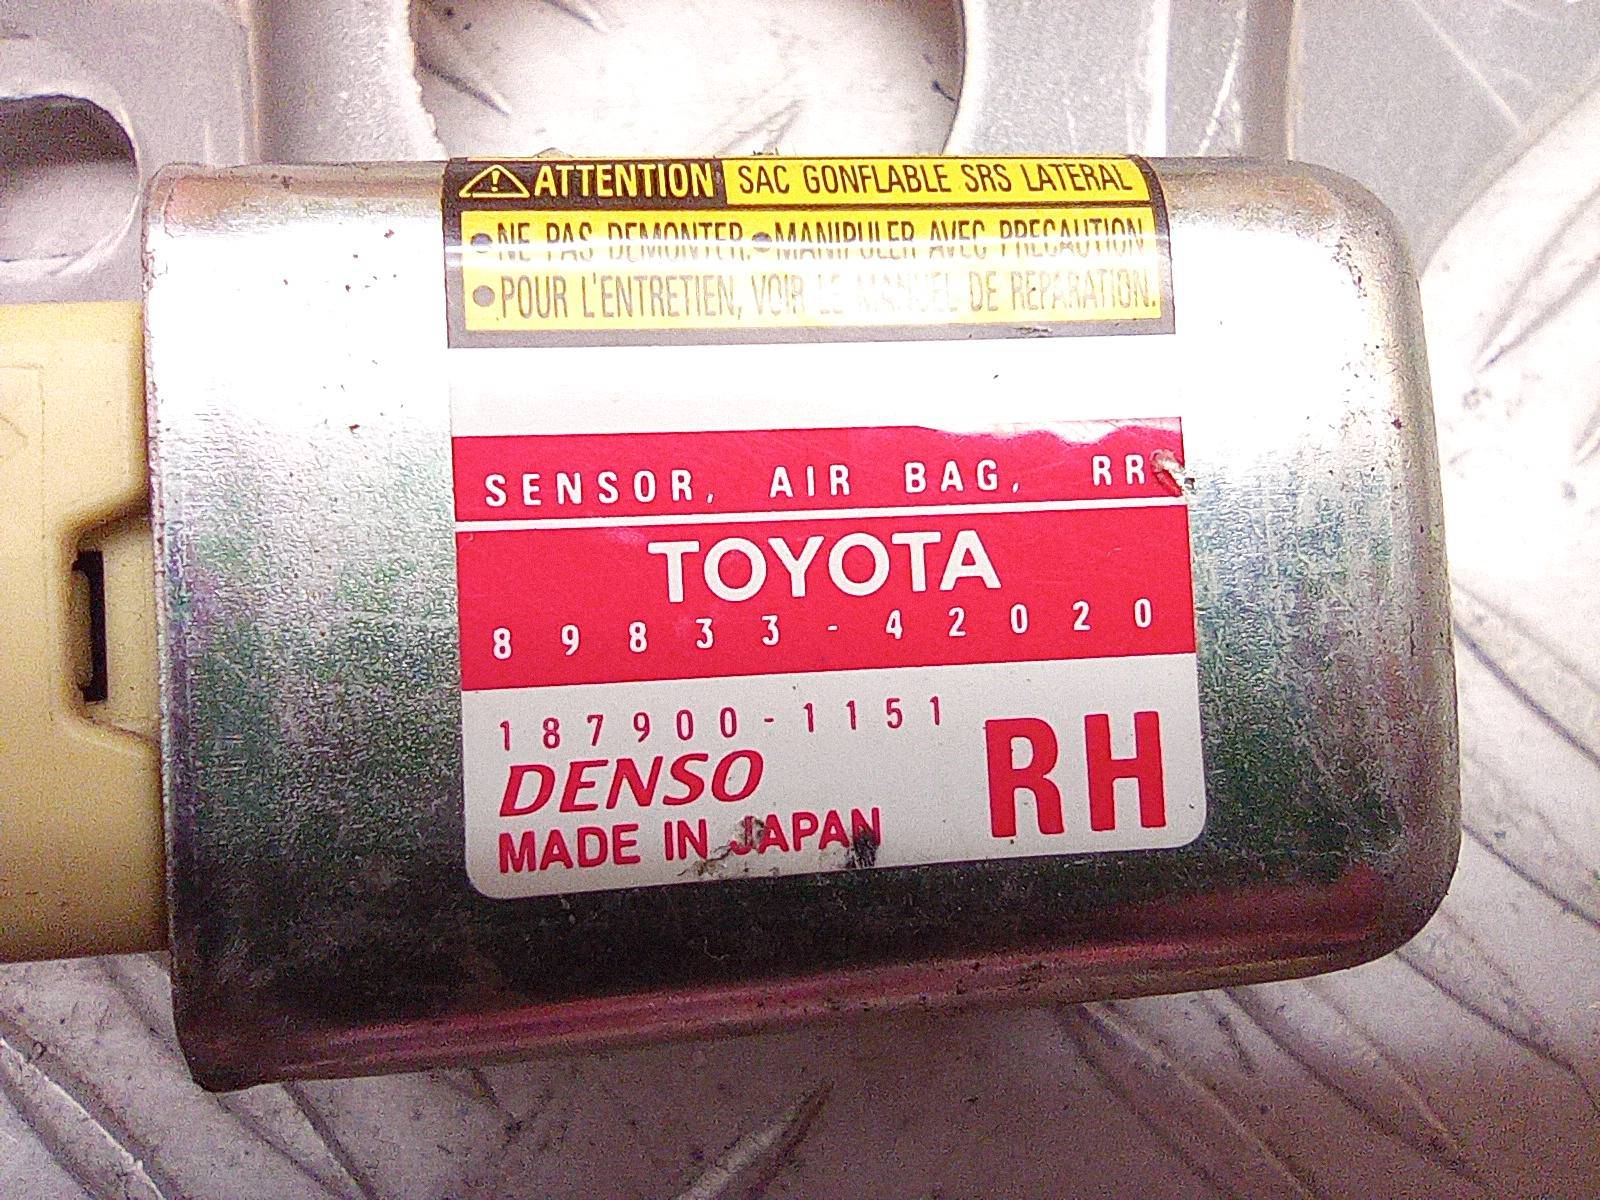 ATTENTION SAC GONFLABLE SRS LATERAL
●NE PAS DEMONTER. ●MANIPULER AVEC PRECAUTION
●POUR L'ENTRETIEN, VOIR LE MANUEL DE REPARATION.
SENSOR, AIR BAG, RR
TOYOTA
89833-42020
187900-1151
DENSO
MADE IN JAPAN
RH